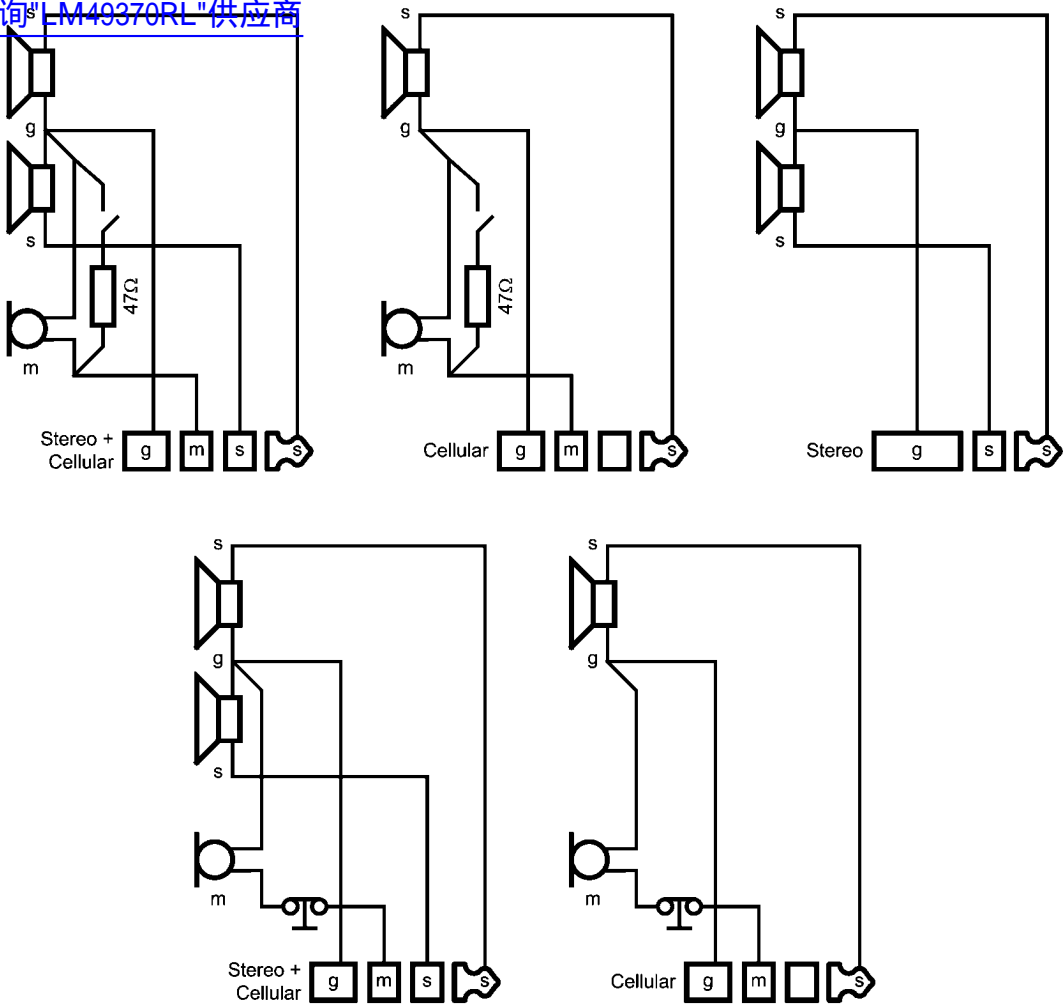 询"LM49370RL"供应商
s
g
s
47Ω
m
Stereo +
Cellular
g m s s
s
g
47Ω
m
Cellular
g m s
s
g
s
Stereo
g s s
s
g
s
m
Stereo +
Cellular
g m s s
s
g
m
Cellular
g m s